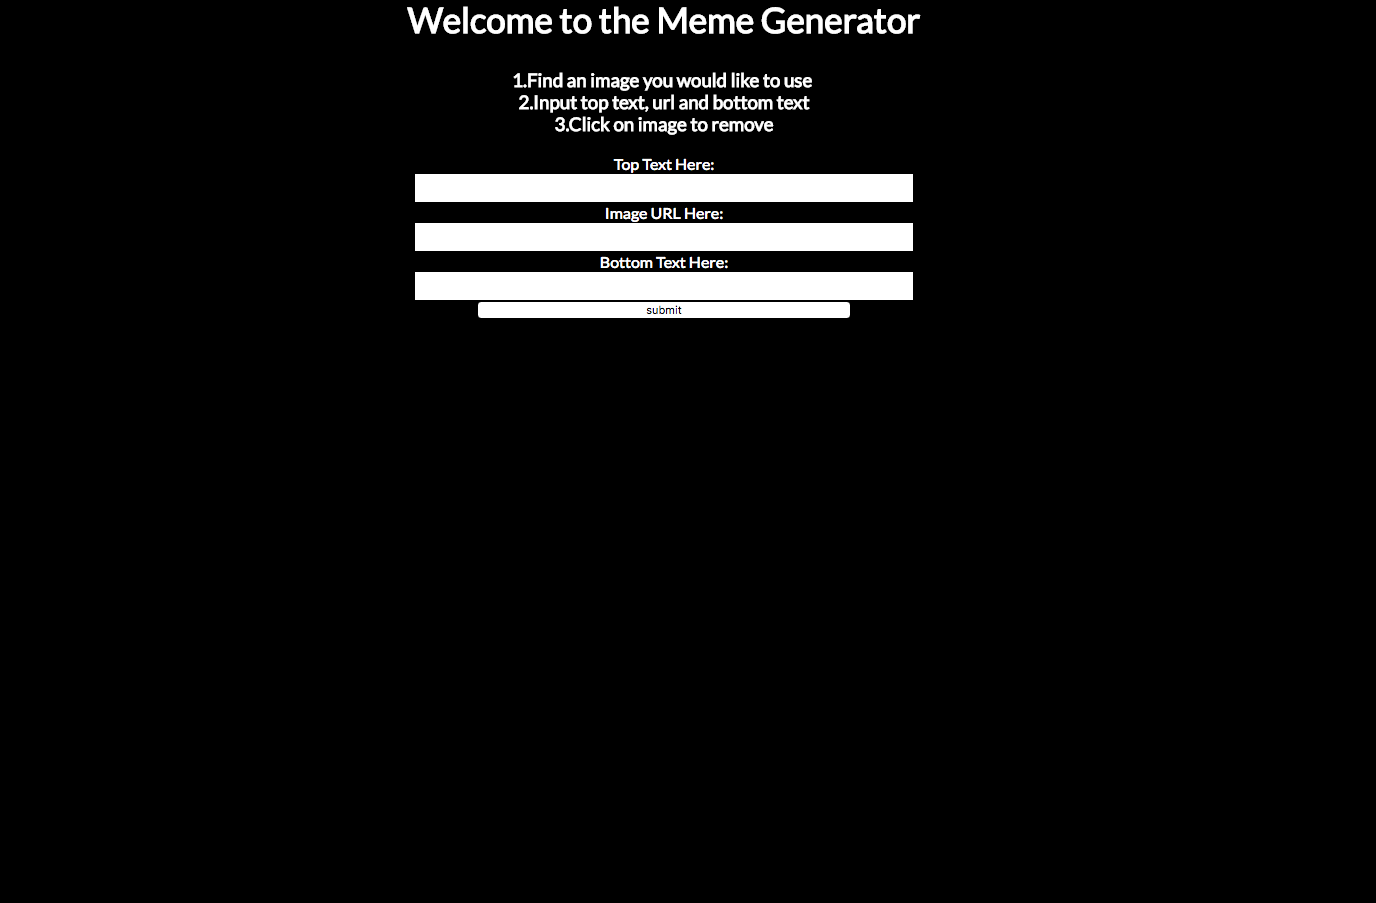 Welcome to the Meme Generator
1.Find an image you would like to use
2.Input top text, url and bottom text
3.Click on image to remove
Top Text Here:
Image URL Here:
Bottom Text Here:
submit